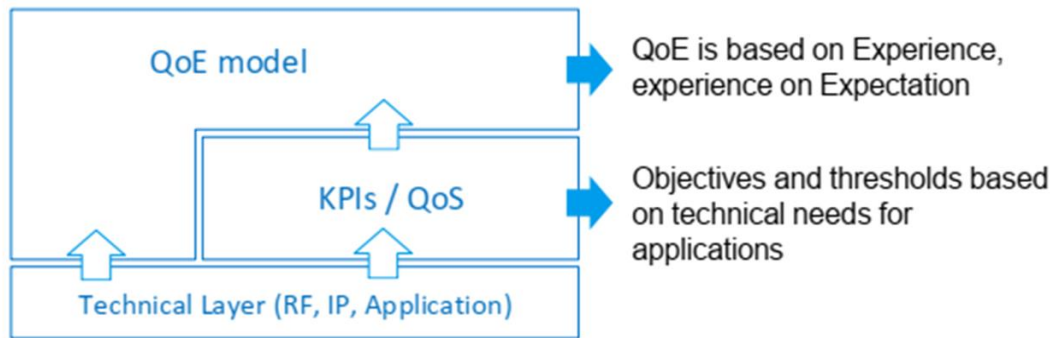 QoE model
QoE is based on Experience,
experience on Expectation
KPIs / QoS
Objectives and thresholds based
on technical needs for
applications
Technical Layer (RF, IP, Application)